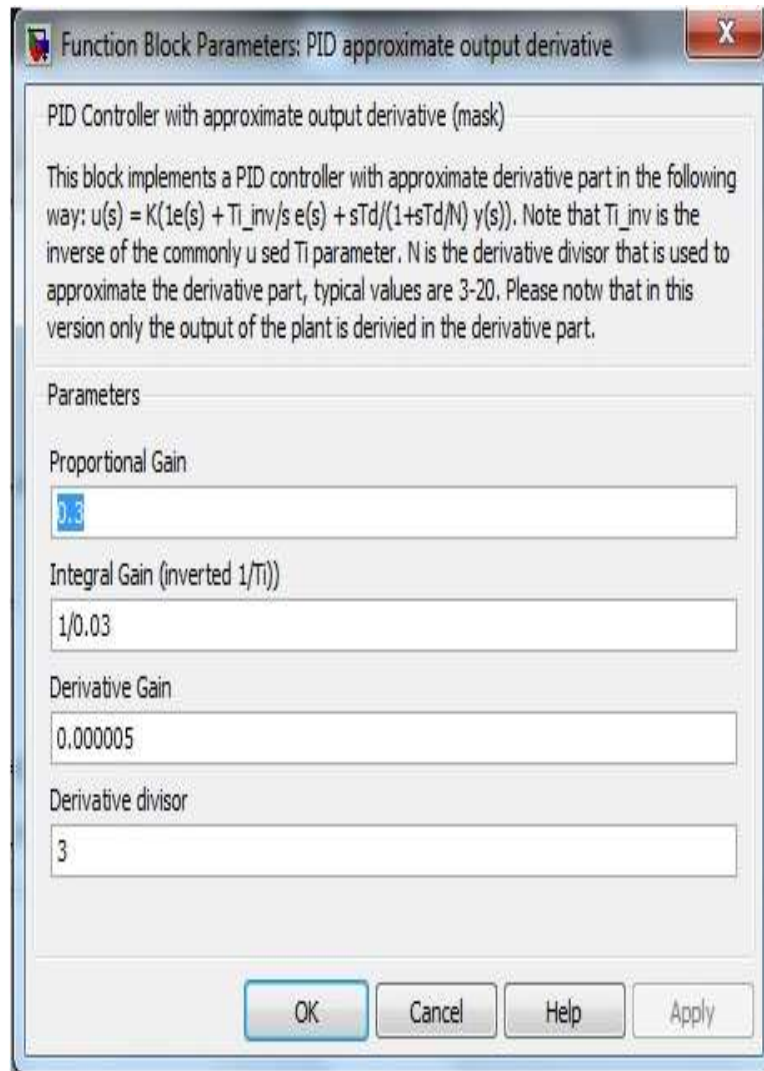 Function Block Parameters: PID approximate output derivative
X
PID Controller with approximate output derivative (mask)
This block implements a PID controller with approximate derivative part in the following
way: u(s) = K(1e(s) + Ti_inv/s e(s) + sTd/(1+sTd/N) y(s)). Note that Ti_inv is the
inverse of the commonly u sed Ti parameter. N is the derivative divisor that is used to
approximate the derivative part, typical values are 3-20. Please notw that in this
version only the output of the plant is derivied in the derivative part.
Parameters
Proportional Gain
0.3
Integral Gain (inverted 1/Ti))
1/0.03
Derivative Gain
0.000005
Derivative divisor
3
OK Cancel Help Apply